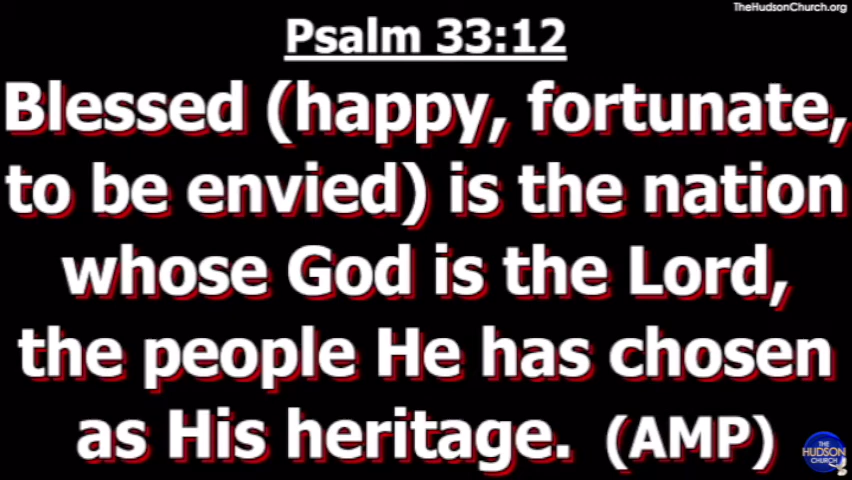 TheHudsonChurch.org
Psalm 33:12
Blessed (happy, fortunate,
to be envied) is the nation
whose God is the Lord,
the people He has chosen
as His heritage. (AMP)
THE
HUDSON
CHURCH